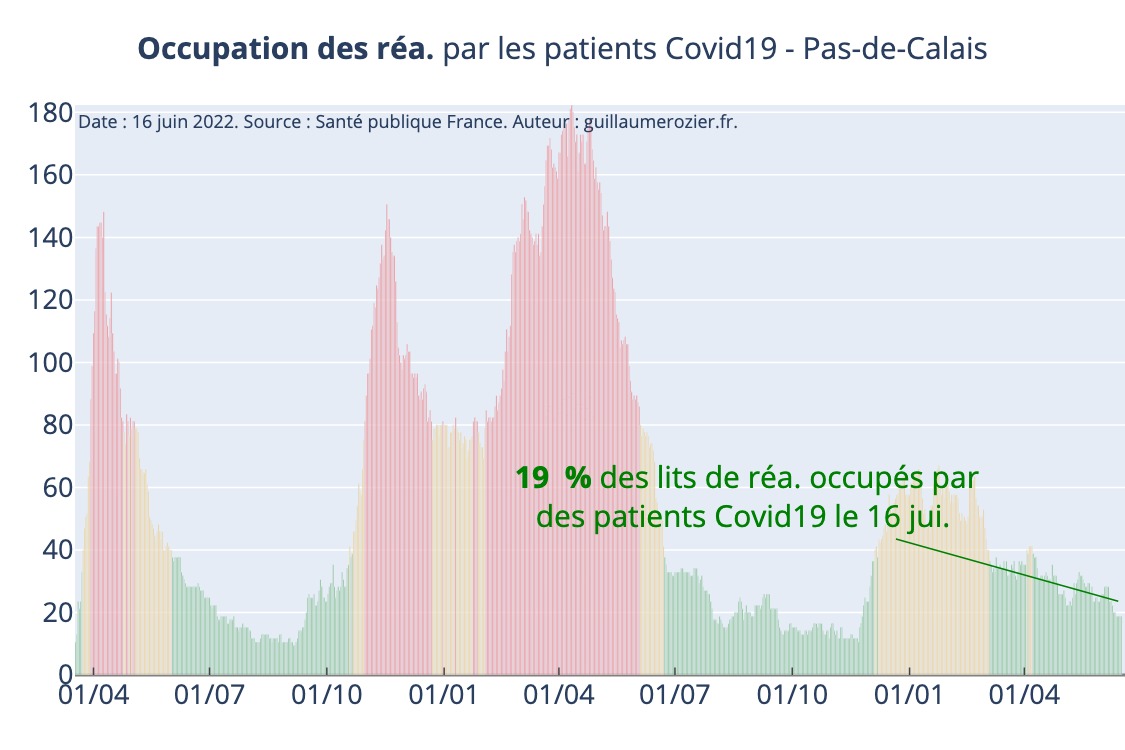 Occupation des réa. par les patients Covid19 - Pas-de-Calais
180
Date : 16 juin 2022. Source : Santé publique France. Auteur : guillaumerozier.fr.
160
140
120
100
80
60
40
20
0
19 % des lits de réa. occupés par
des patients Covid19 le 16 jui.
01/04 01/07 01/10 01/01 01/04 01/07 01/10 01/01 01/04